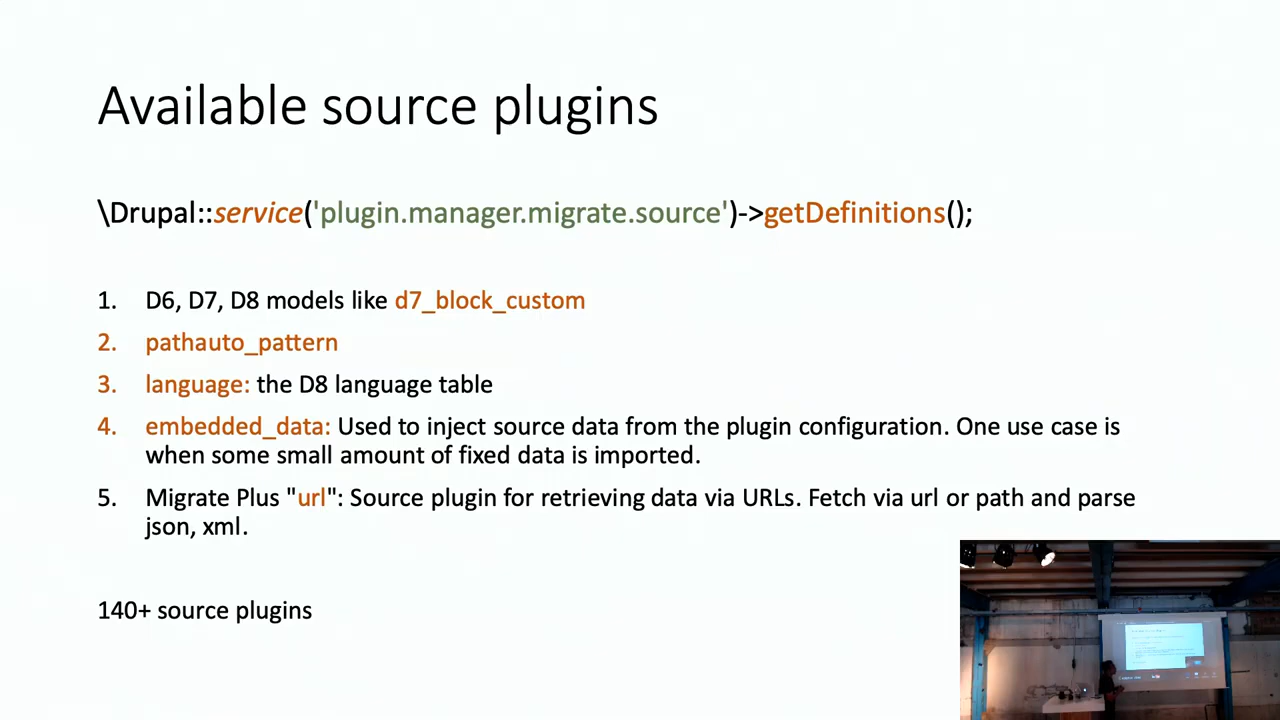 Available source plugins
\Drupal::service('plugin.manager.migrate.source')->getDefinitions();
1. D6, D7, D8 models like d7_block_custom
2. pathauto_pattern
3. language: the D8 language table
4. embedded_data: Used to inject source data from the plugin configuration. One use case is
when some small amount of fixed data is imported.
5. Migrate Plus "url": Source plugin for retrieving data via URLs. Fetch via url or path and parse
json, xml.
140+ source plugins